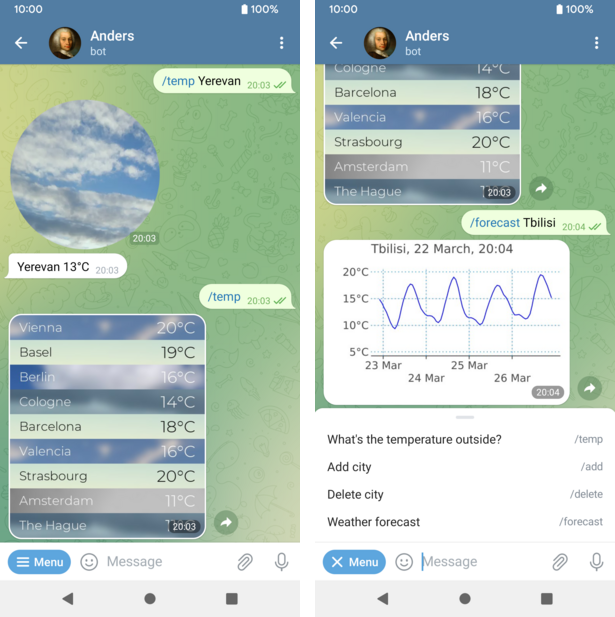 10:00
100%
Anders
bot
/temp Yerevan 20:03
20:03
Yerevan 13°C 20:03
/temp 20:03
Vienna 20°C
Basel 19°C
Berlin 16°C
Cologne 14°C
Barcelona 18°C
Valencia 16°C
Strasbourg 20°C
Amsterdam 11°C
The Hague
20:03
Menu
Message
10:00
100%
Anders
bot
Cologne 14°C
Barcelona 18°C
Valencia 16°C
Strasbourg 20°C
Amsterdam 11°C
The Hague
20:03
/forecast Tbilisi 20:04
Tbilisi, 22 March, 20:04
20°C
15°C
10°C
5°C
23 Mar 25 Mar
24 Mar 26 Mar
20:04
What's the temperature outside? /temp
Add city /add
Delete city /delete
Weather forecast /forecast
Menu
Message